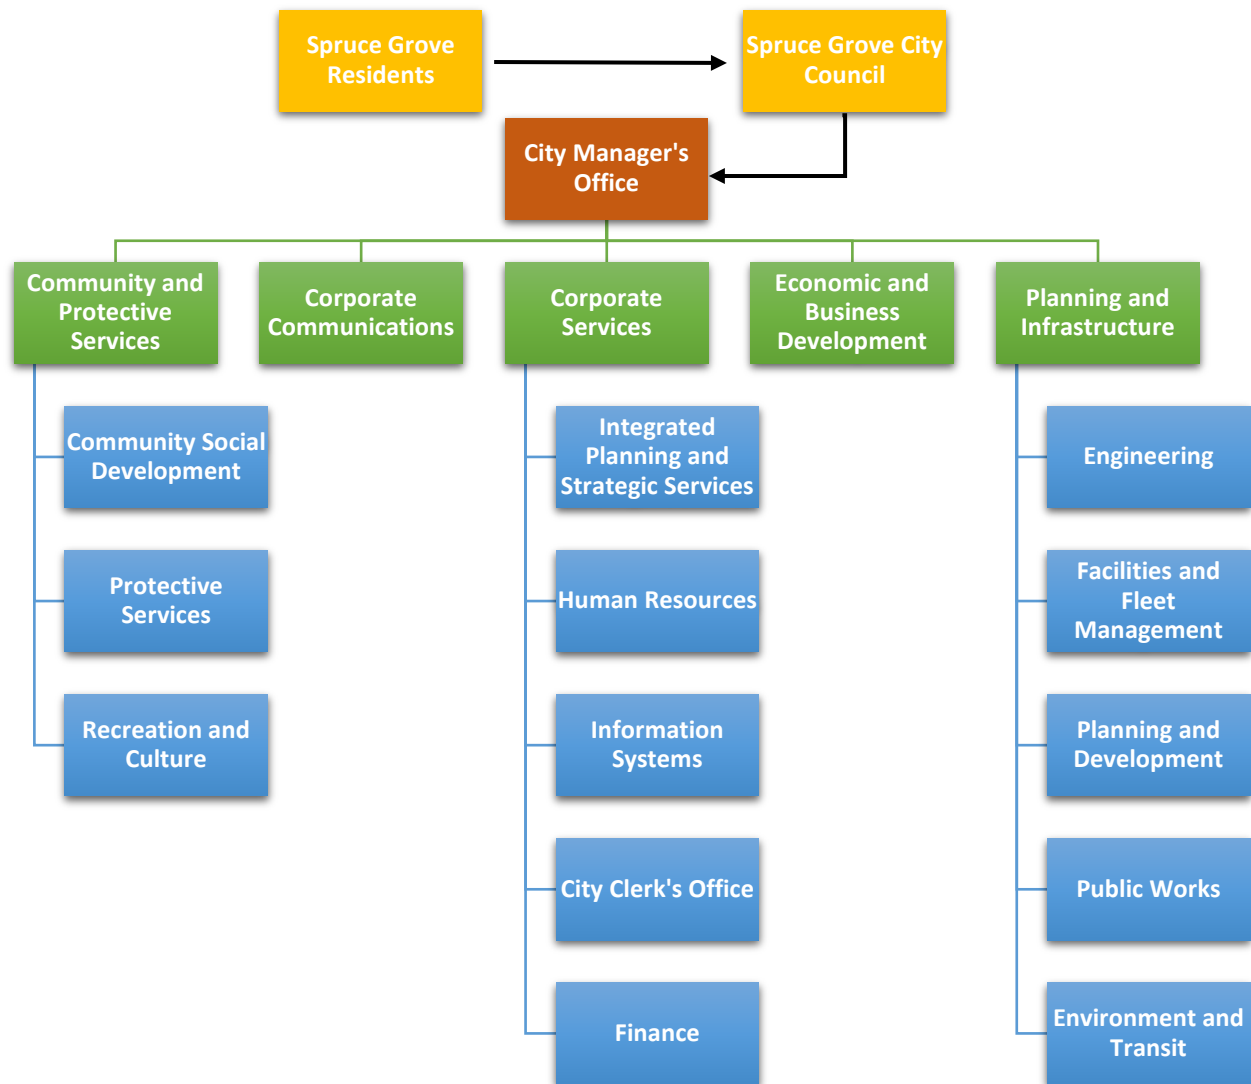 Spruce Grove
Residents
Spruce Grove City
Council
City Manager's
Office
Community and
Protective
Services
Corporate
Communications
Corporate
Services
Economic and
Business
Development
Planning and
Infrastructure
Community Social
Development
Protective
Services
Recreation and
Culture
Integrated
Planning and
Strategic Services
Human Resources
Information
Systems
City Clerk's Office
Finance
Engineering
Facilities and
Fleet
Management
Planning and
Development
Public Works
Environment and
Transit